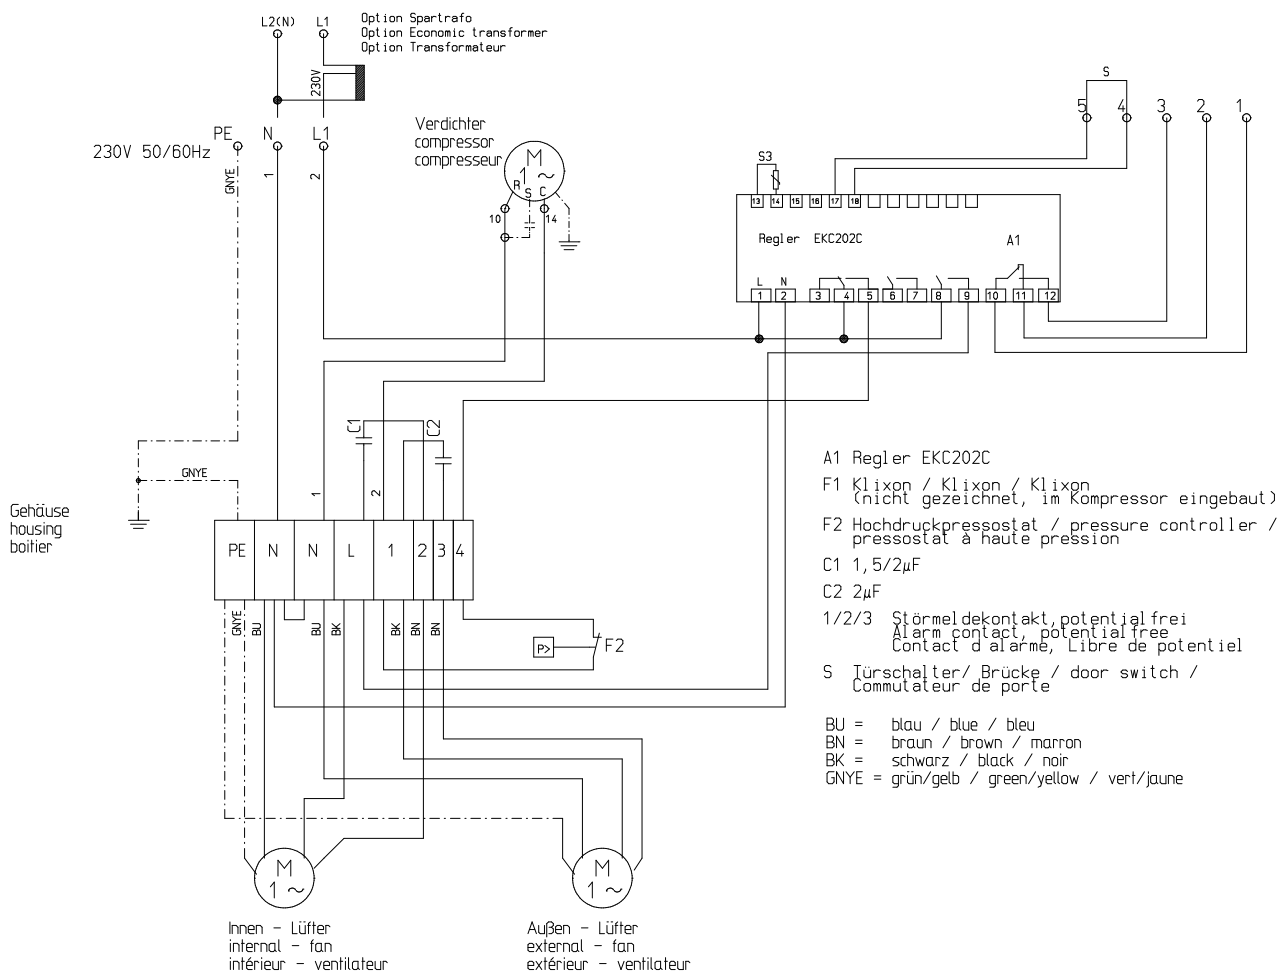 L2(N) L1
Option Spartrafo
Option Economic transformer
Option Transformateur
230V
PE N L1
230V 50/60Hz
GNYE
1
2
Verdichter
compressor
compresseur
M
1 ~
R S C
10 14
S
5 4 3 2 1
S3
13 14 15 16 17 18
Regler EKC202C
A1
L N
1 2 3 4 5 6 7 8 9 10 11 12
GNYE
Gehäuse
housing
boitier
C1
C2
1
2
PE N N L 1 2 3 4
GNYE BU BU BK BK BN BN
P>
F2
A1 Regler EKC202C
F1 Klixon / Klixon / Klixon
(nicht gezeichnet, im Kompressor eingebaut)
F2 Hochdruckpressostat / pressure controller /
pressostat à haute pression
C1 1,5/2µF
C2 2µF
1/2/3 Störmeldekontakt,potentialfrei
Alarm contact, potentialfree
Contact d alarme, Libre de potentiel
S Türschalter/ Brücke / door switch /
Commutateur de porte
BU = blau / blue / bleu
BN = braun / brown / marron
BK = schwarz / black / noir
GNYE = grün/gelb / green/yellow / vert/jaune
M
1 ~
Innen - Lüfter
internal - fan
intérieur - ventilateur
M
1 ~
Außen - Lüfter
external - fan
extérieur - ventilateur